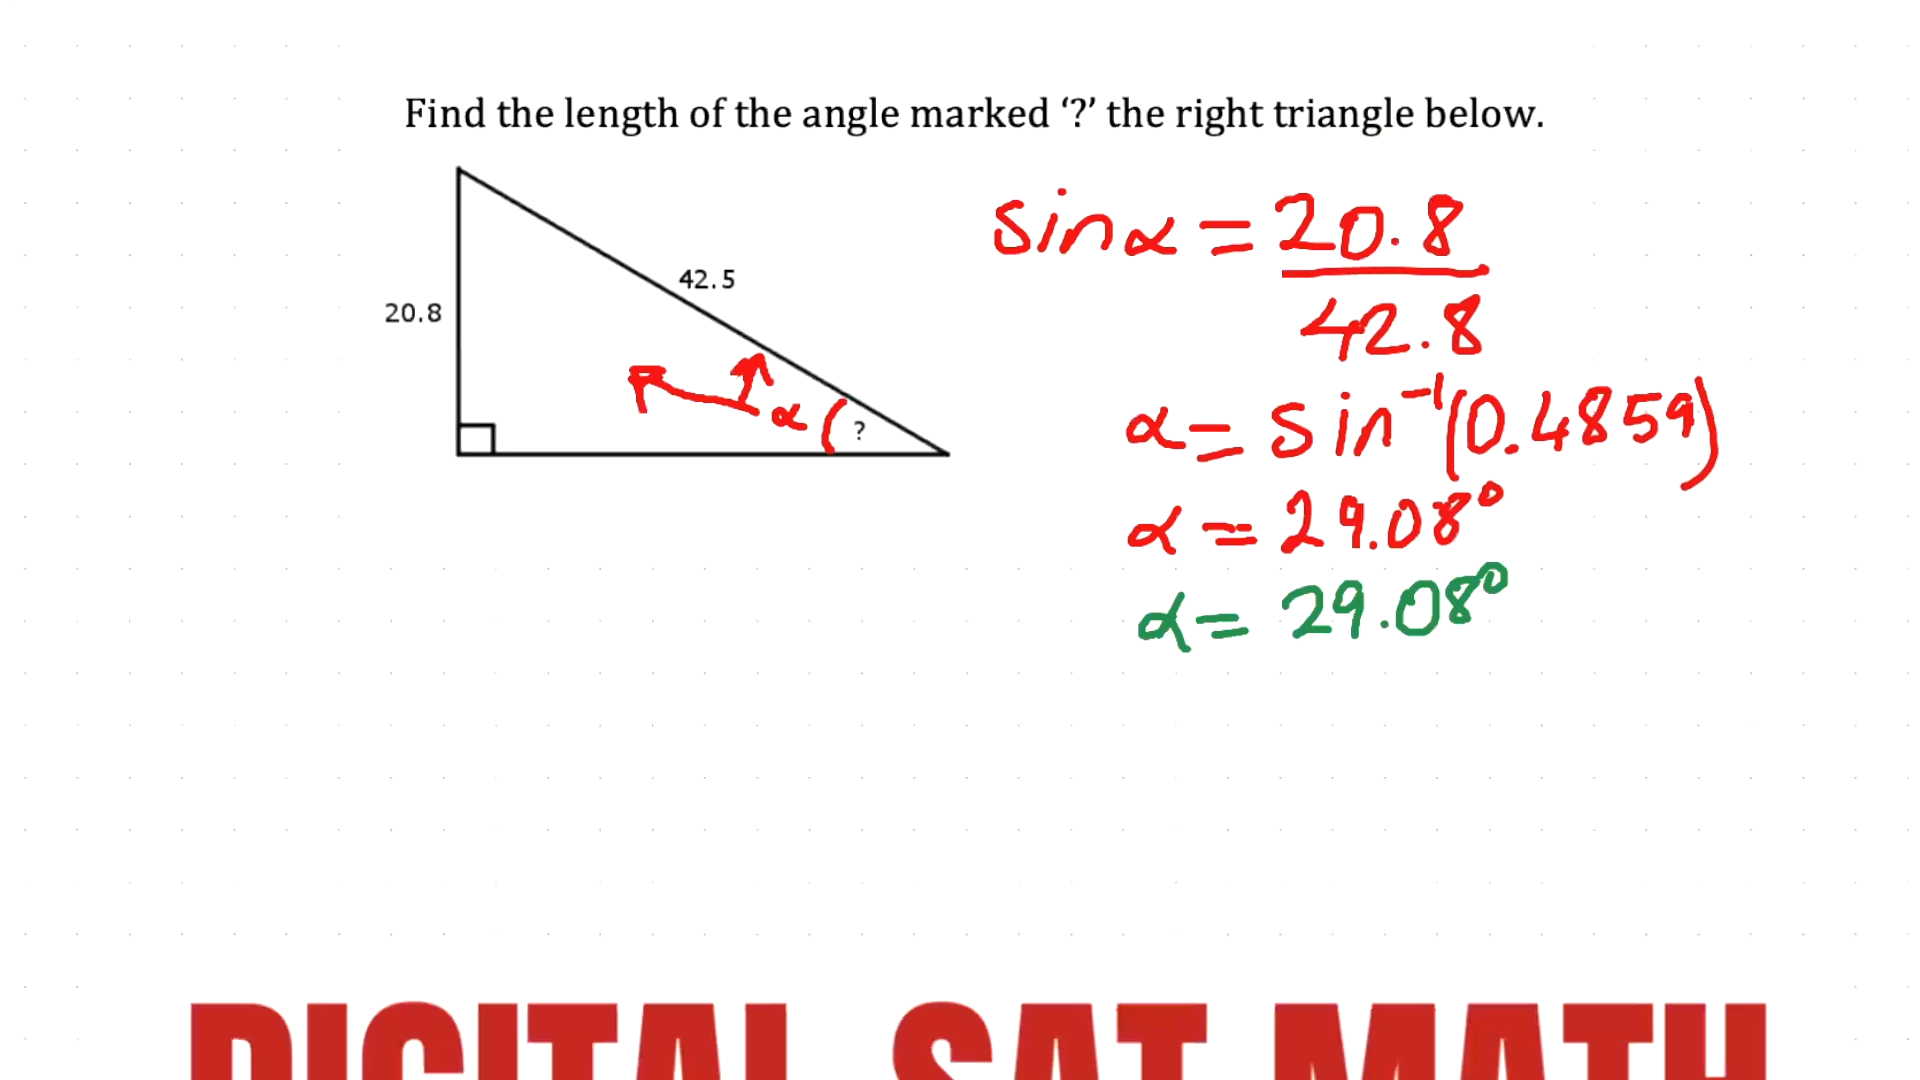 Find the length of the angle marked ‘?’ the right triangle below.
sinα = 20.8
42.8
42.5
20.8
α = sin⁻¹(0.4859)
α ?
α = 29.08°
α = 29.08°
DIGITAL SAT MATH